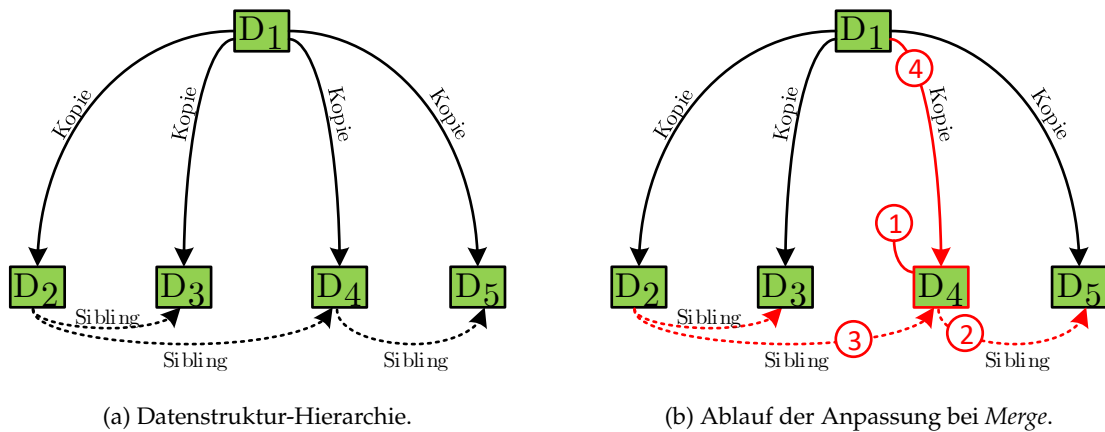 D1
Kopie
Kopie
Kopie
Kopie
D2
D3
D4
D5
Sibling
Sibling
Sibling
(a) Datenstruktur-Hierarchie.
D1
4
Kopie
Kopie
Kopie
Kopie
1
D2
D3
D4
D5
Sibling
3
2
Sibling
Sibling
(b) Ablauf der Anpassung bei Merge.